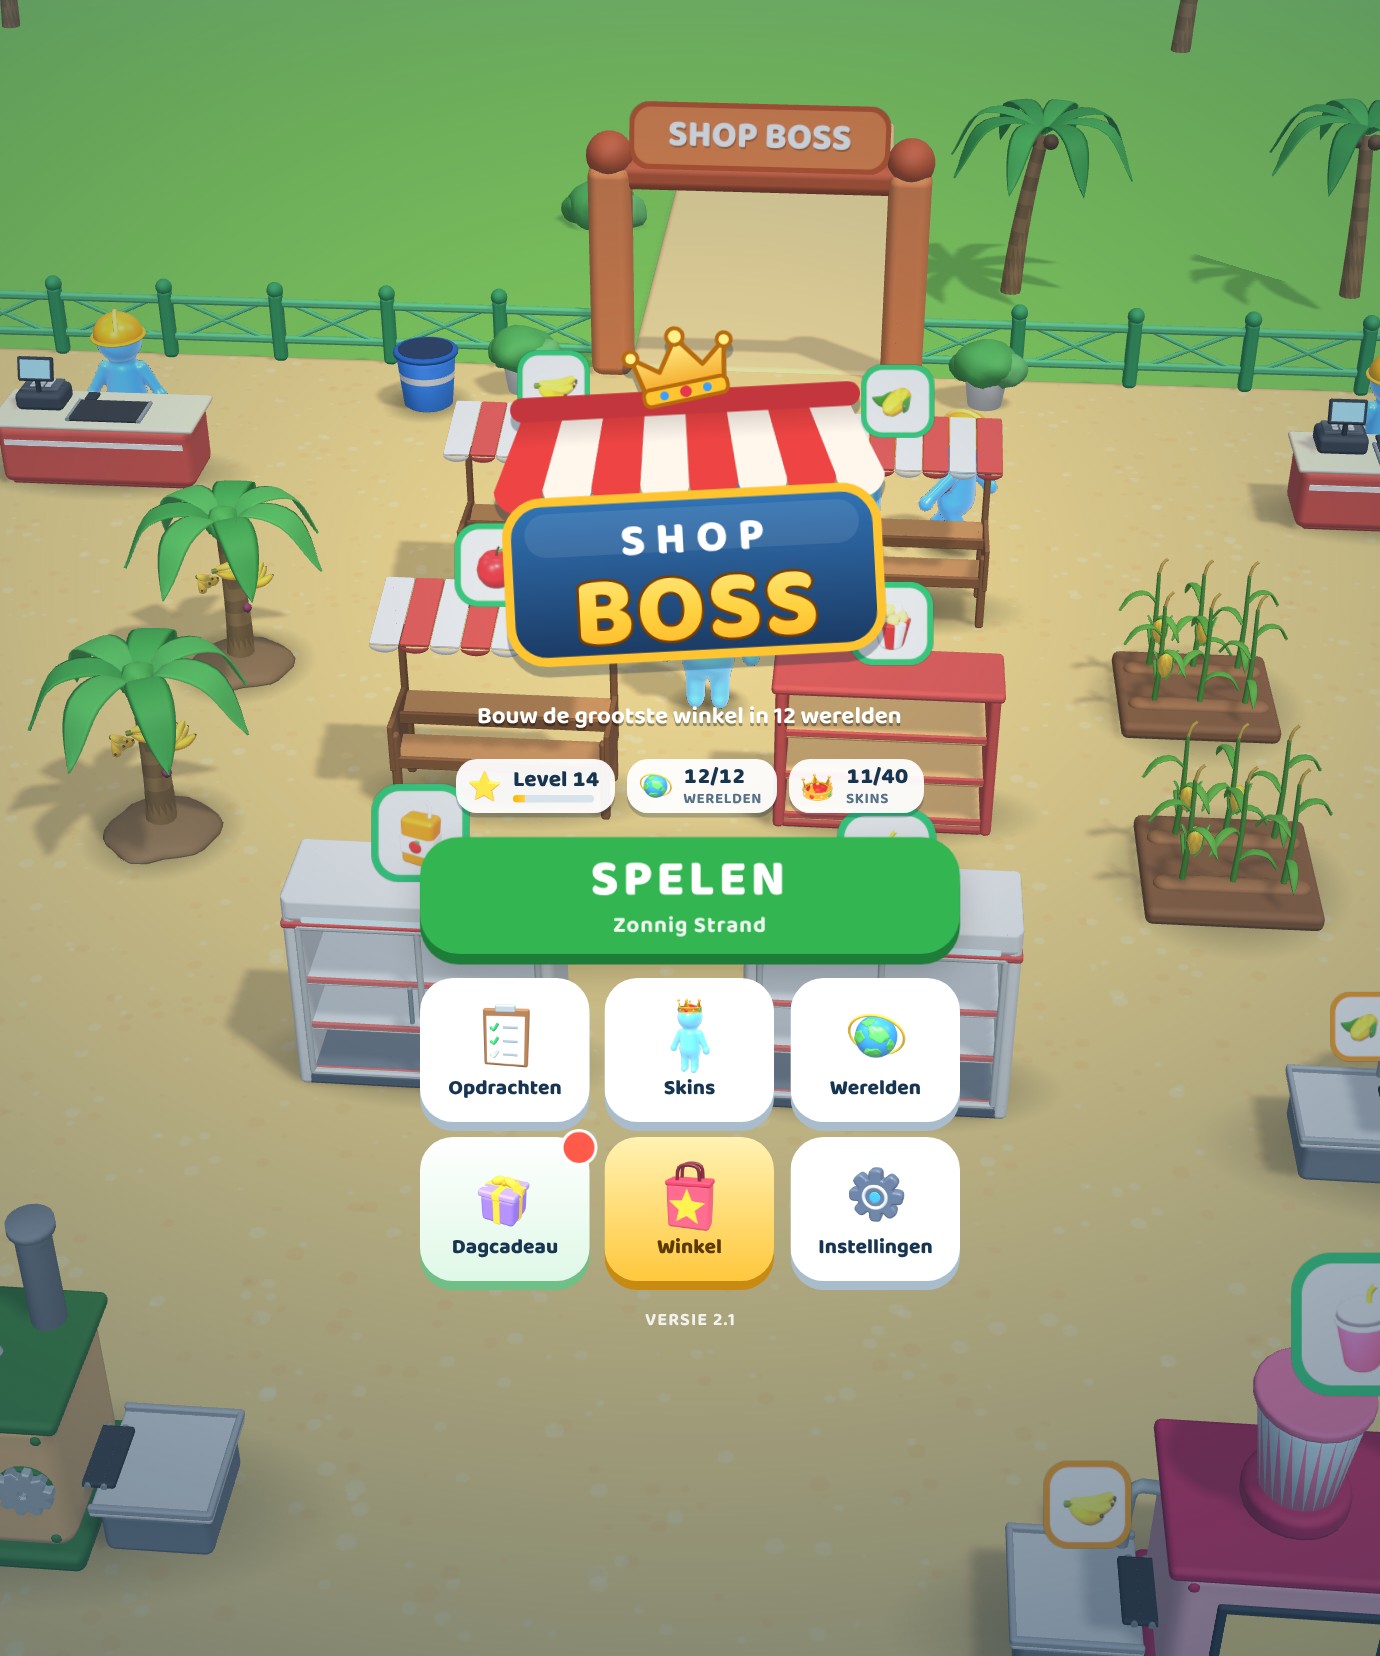 SHOP BOSS
SHOP
BOSS
Bouw de grootste winkel in 12 werelden
Level 14
12/12
WERELDEN
11/40
SKINS
SPELEN
Zonnig Strand
Opdrachten
Skins
Werelden
Dagcadeau
Winkel
Instellingen
VERSIE 2.1